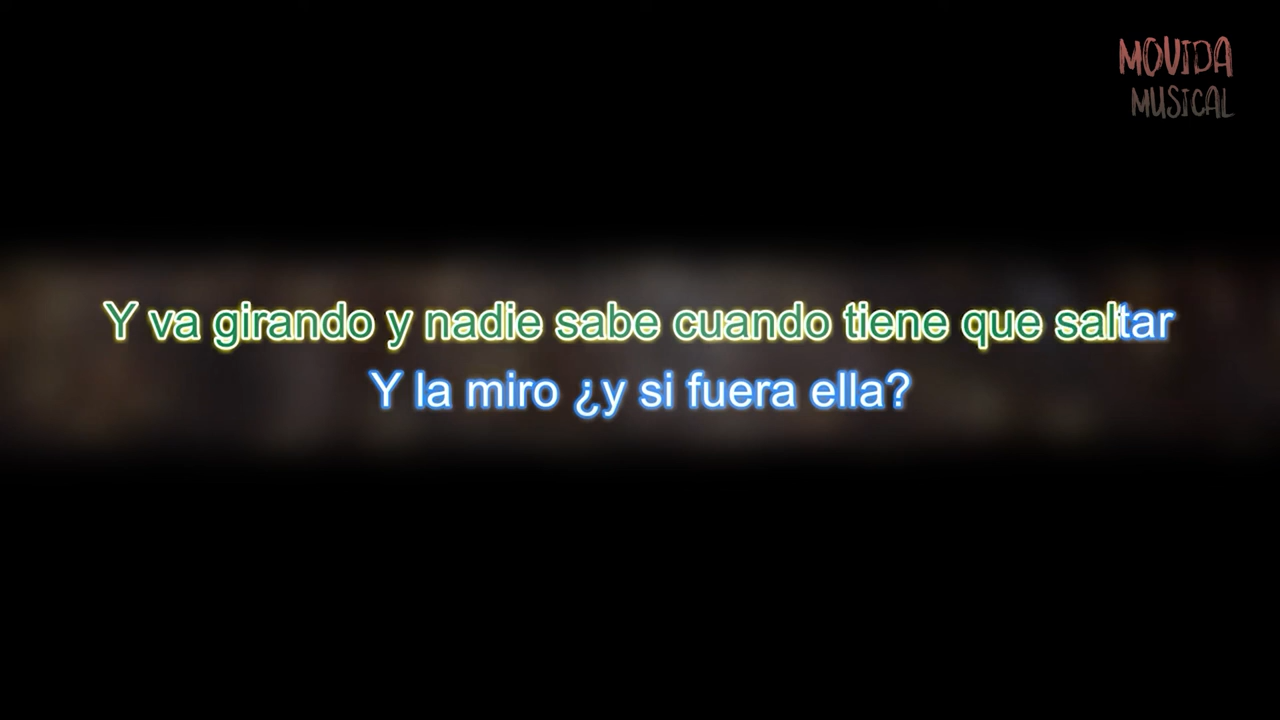 MOVIDA
MUSICAL
Y va girando y nadie sabe cuando tiene que saltar
Y la miro ¿y si fuera ella?